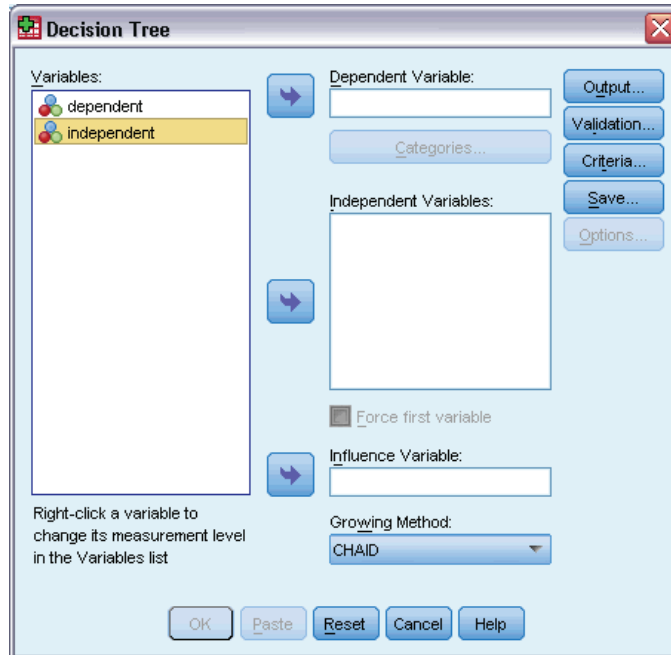 Decision Tree
Variables:
dependent
independent
Right-click a variable to
change its measurement level
in the Variables list
Dependent Variable:
Categories...
Independent Variables:
Force first variable
Influence Variable:
Growing Method:
CHAID
Output...
Validation...
Criteria...
Save...
Options...
OK
Paste
Reset
Cancel
Help